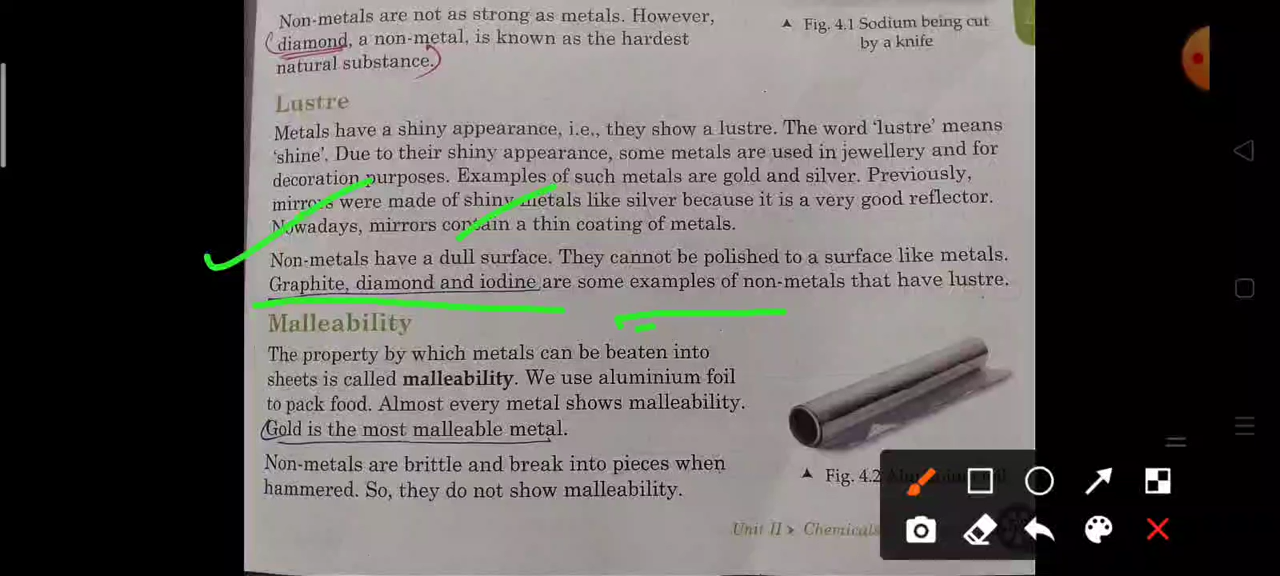 Non-metals are not as strong as metals. However,
diamond, a non-metal, is known as the hardest
natural substance.
Fig. 4.1 Sodium being cut
by a knife
Lustre
Metals have a shiny appearance, i.e., they show a lustre. The word ‘lustre’ means
‘shine’. Due to their shiny appearance, some metals are used in jewellery and for
decoration purposes. Examples of such metals are gold and silver. Previously,
mirrors were made of shiny metals like silver because it is a very good reflector.
Nowadays, mirrors contain a thin coating of metals.
Non-metals have a dull surface. They cannot be polished to a surface like metals.
Graphite, diamond and iodine are some examples of non-metals that have lustre.
Malleability
The property by which metals can be beaten into
sheets is called malleability. We use aluminium foil
to pack food. Almost every metal shows malleability.
Gold is the most malleable metal.
Non-metals are brittle and break into pieces when
hammered. So, they do not show malleability.
Fig. 4.2
Unit II > Chemicals